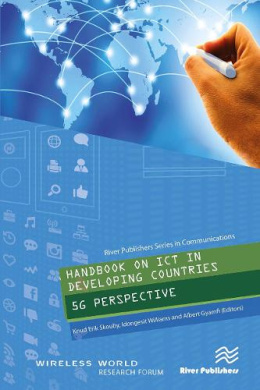 River Publishers Series in Communications
HANDBOOK ON ICT IN
DEVELOPING COUNTRIES
5G PERSPECTIVE
Knud Erik Skouby, Idongesit Williams and Albert Gyamfi (Editors)
WIRELESS WORLD
RESEARCH FORUM
River Publishers